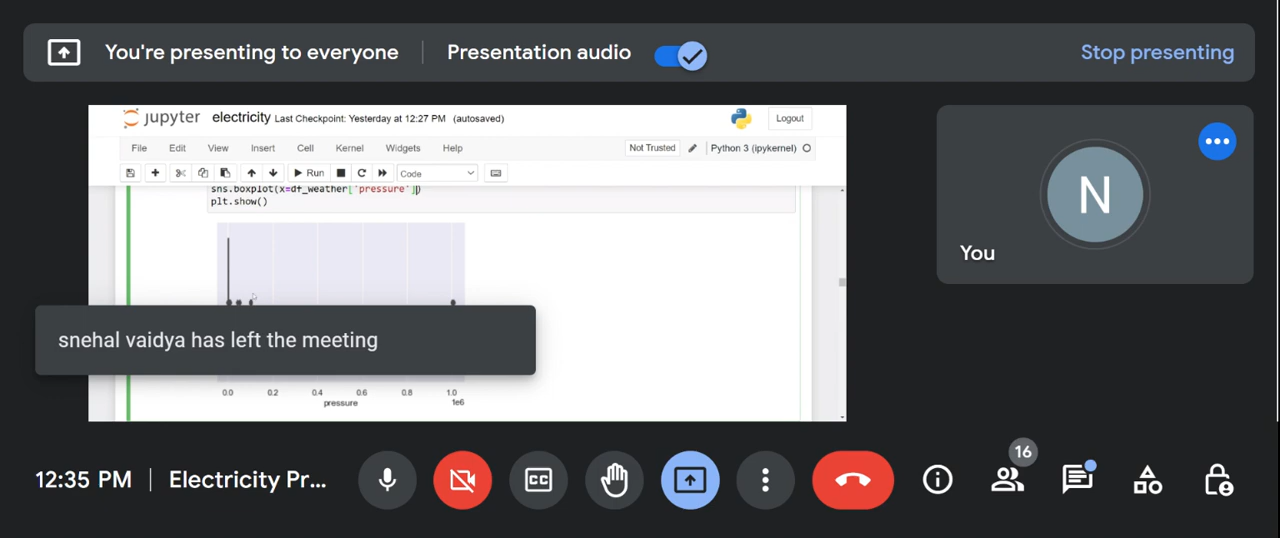 You're presenting to everyone
Presentation audio
Stop presenting
jupyter electricity Last Checkpoint: Yesterday at 12:27 PM (autosaved)
Logout
File Edit View Insert Cell Kernel Widgets Help
Not Trusted
Python 3 (ipykernel)
Run
Code
sns.boxplot(x=df_weather['pressure'])
plt.show()
snehal vaidya has left the meeting
0.0 0.2 0.4 0.6 0.8 1.0
1e6
pressure
N
You
12:35 PM
Electricity Pr...
CC
16